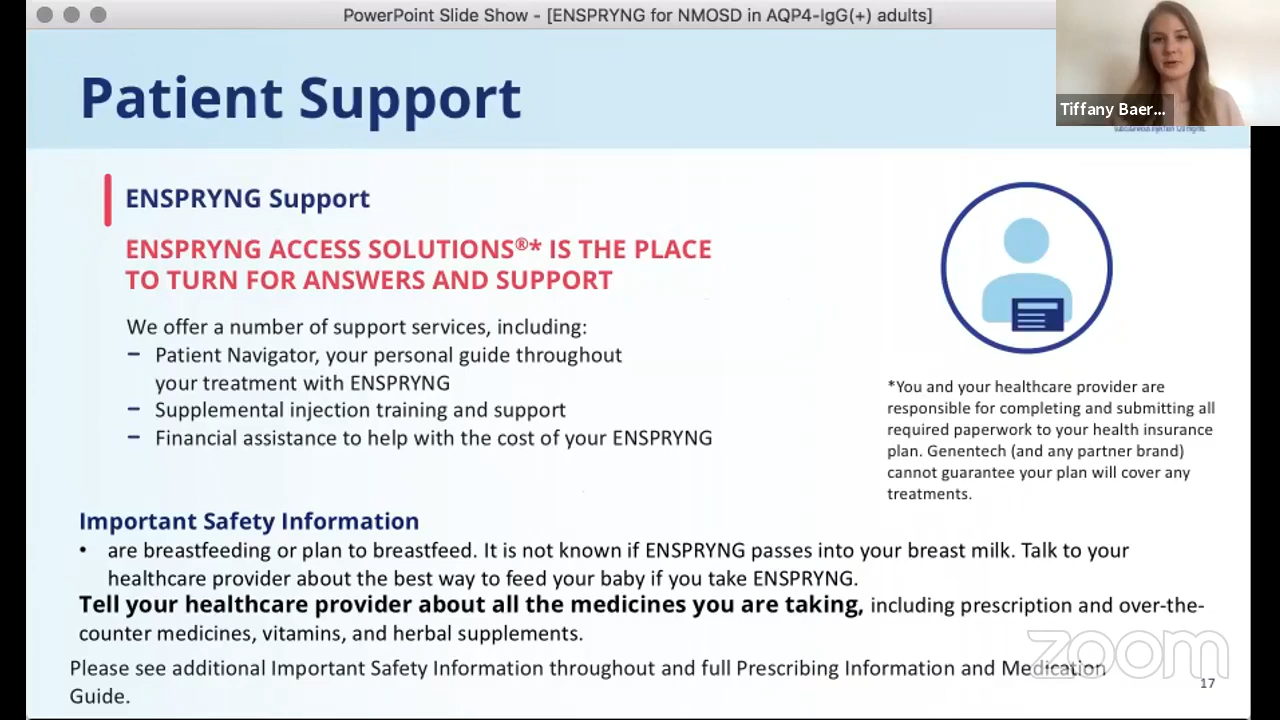 PowerPoint Slide Show - [ENSPRYNG for NMOSD in AQP4-IgG(+) adults]
Tiffany Baer...
Patient Support
ENSPRYNG Support
ENSPRYNG ACCESS SOLUTIONS®* IS THE PLACE
TO TURN FOR ANSWERS AND SUPPORT
We offer a number of support services, including:
– Patient Navigator, your personal guide throughout
your treatment with ENSPRYNG
– Supplemental injection training and support
– Financial assistance to help with the cost of your ENSPRYNG
*You and your healthcare provider are
responsible for completing and submitting all
required paperwork to your health insurance
plan. Genentech (and any partner brand)
cannot guarantee your plan will cover any
treatments.
Important Safety Information
• are breastfeeding or plan to breastfeed. It is not known if ENSPRYNG passes into your breast milk. Talk to your
healthcare provider about the best way to feed your baby if you take ENSPRYNG.
Tell your healthcare provider about all the medicines you are taking, including prescription and over-the-
counter medicines, vitamins, and herbal supplements.
Please see additional Important Safety Information throughout and full Prescribing Information and Medication
Guide.
zoom
17